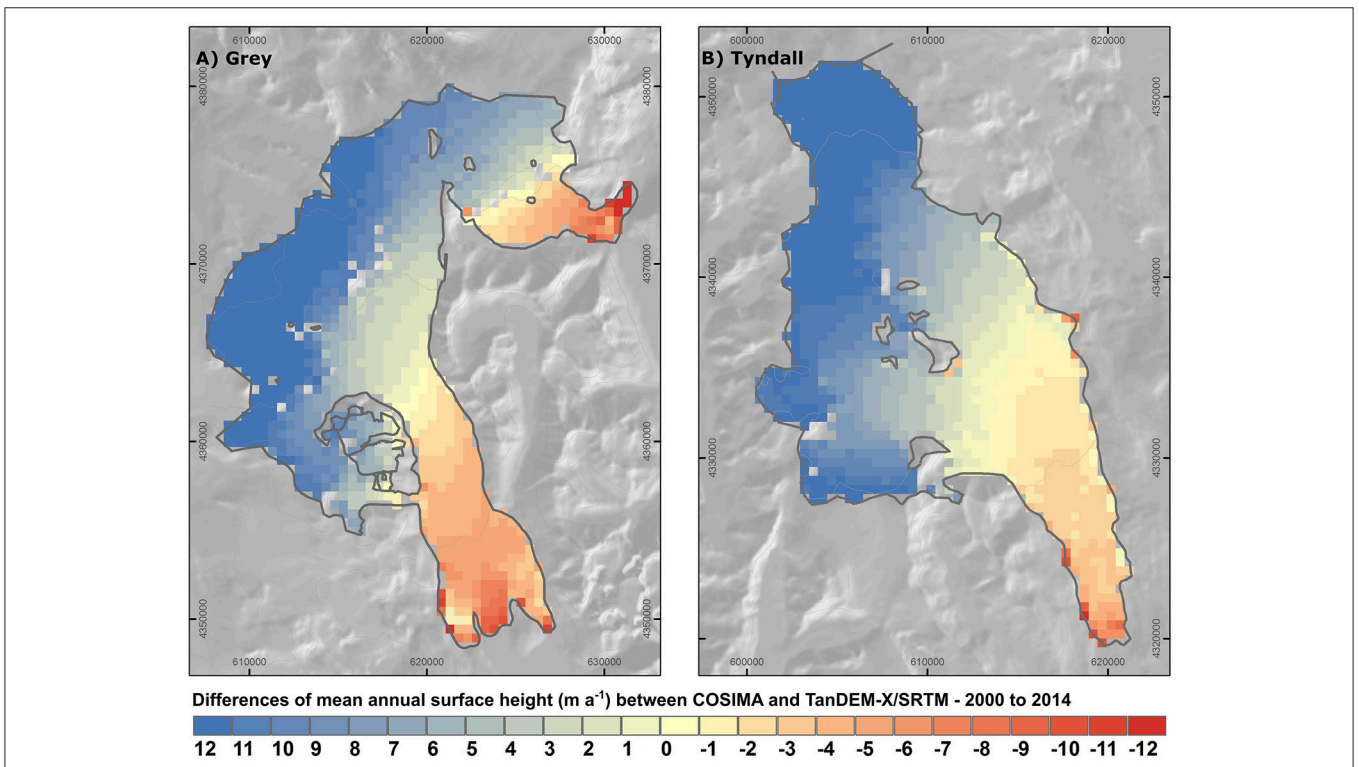 A) Grey
610000 620000 630000
4380000 4380000
4370000 4370000
4360000 4360000
4350000 4350000
610000 620000 630000
B) Tyndall
600000 610000 620000
4350000 4350000
4340000 4340000
4330000 4330000
4320000 4320000
600000 610000 620000
Differences of mean annual surface height (m a⁻¹) between COSIMA and TanDEM-X/SRTM - 2000 to 2014
12 11 10 9 8 7 6 5 4 3 2 1 0 -1 -2 -3 -4 -5 -6 -7 -8 -9 -10 -11 -12